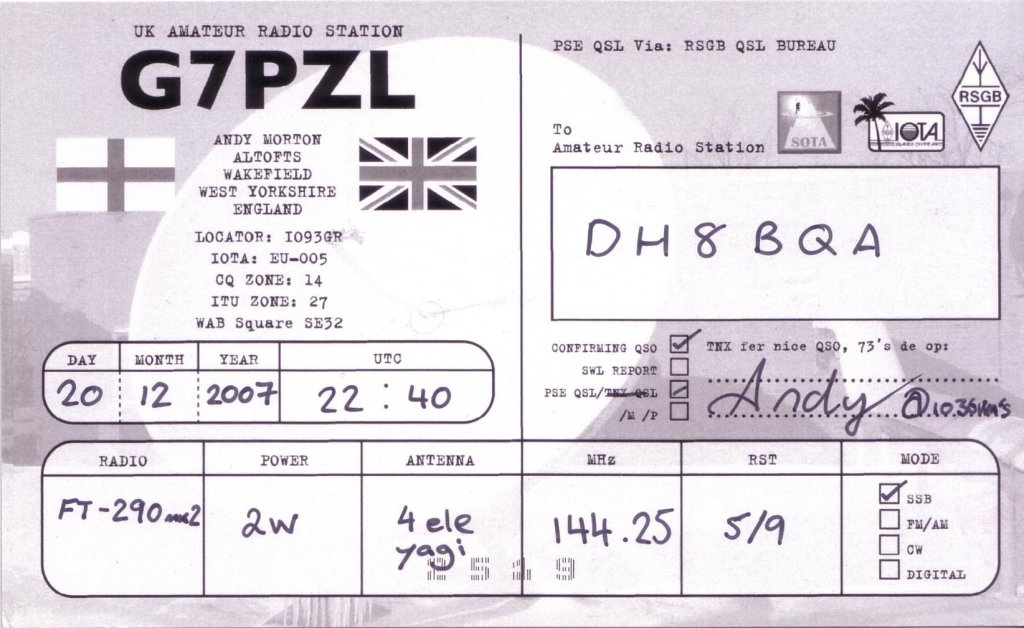 UK AMATEUR RADIO STATION
G7PZL
ANDY MORTON
ALTOFTS
WAKEFIELD
WEST YORKSHIRE
ENGLAND
LOCATOR: IO93GR
IOTA: EU-005
CQ ZONE: 14
ITU ZONE: 27
WAB Square SE32
DAY MONTH YEAR UTC
20 12 2007 22 : 40
PSE QSL Via: RSGB QSL BUREAU
RSGB
SOTA
IOTA
To
Amateur Radio Station
DH8BQA
CONFIRMING QSO TNX fer nice QSO, 73's de op:
SWL REPORT
PSE QSL/TNX QSL
/M /P
Andy
RADIO POWER ANTENNA MHz RST MODE
FT-290 mk2 2W 4 ele yagi 144.25 5/9
SSB
FM/AM
CW
DIGITAL
2519